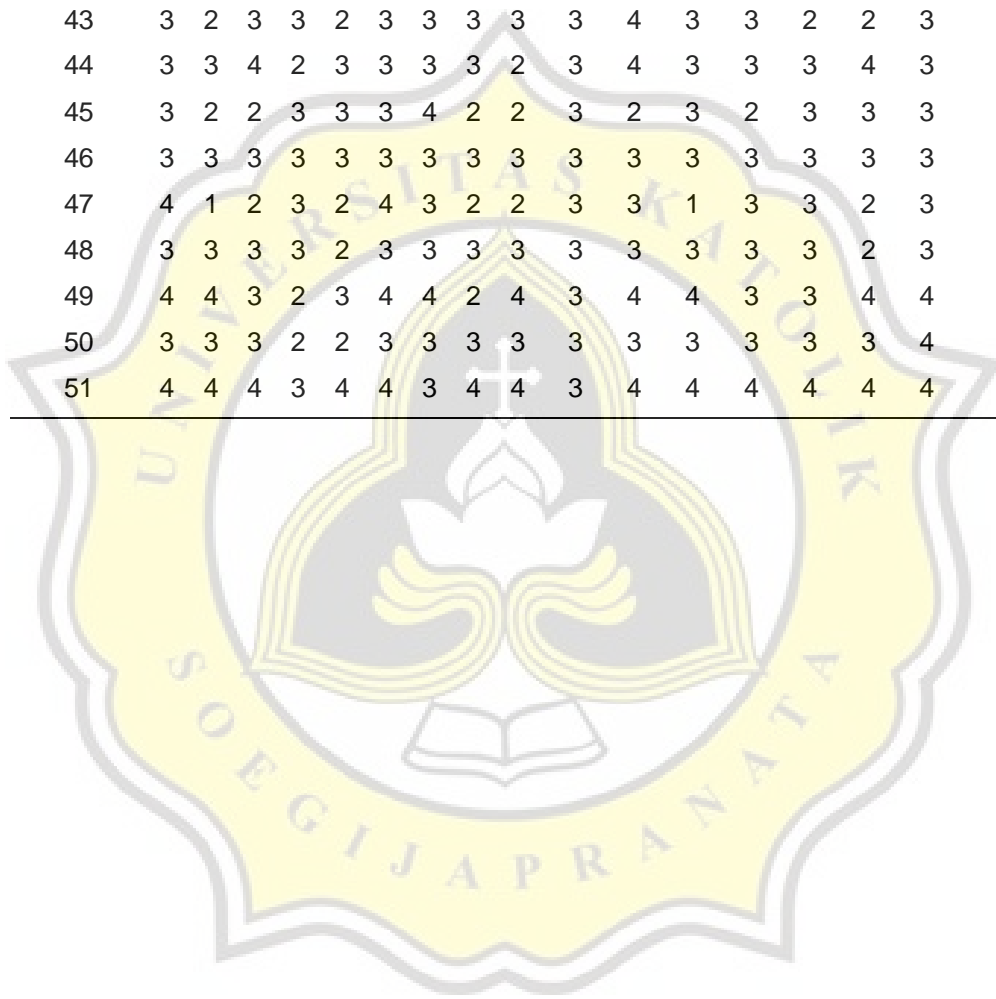 43 3 2 3 3 2 3 3 3 3 3 4 3 3 2 2 3
44 3 3 4 2 3 3 3 3 2 3 4 3 3 3 4 3
45 3 2 2 3 3 3 4 2 2 3 2 3 2 3 3 3
46 3 3 3 3 3 3 3 3 3 3 3 3 3 3 3 3
47 4 1 2 3 2 4 3 2 2 3 3 1 3 3 2 3
48 3 3 3 3 2 3 3 3 3 3 3 3 3 3 2 3
49 4 4 3 2 3 4 4 2 4 3 4 4 3 3 4 4
50 3 3 3 2 2 3 3 3 3 3 3 3 3 3 3 4
51 4 4 4 3 4 4 3 4 4 3 4 4 4 4 4 4
UNIVERSITAS KATOLIK
SOEGIJAPRANATA